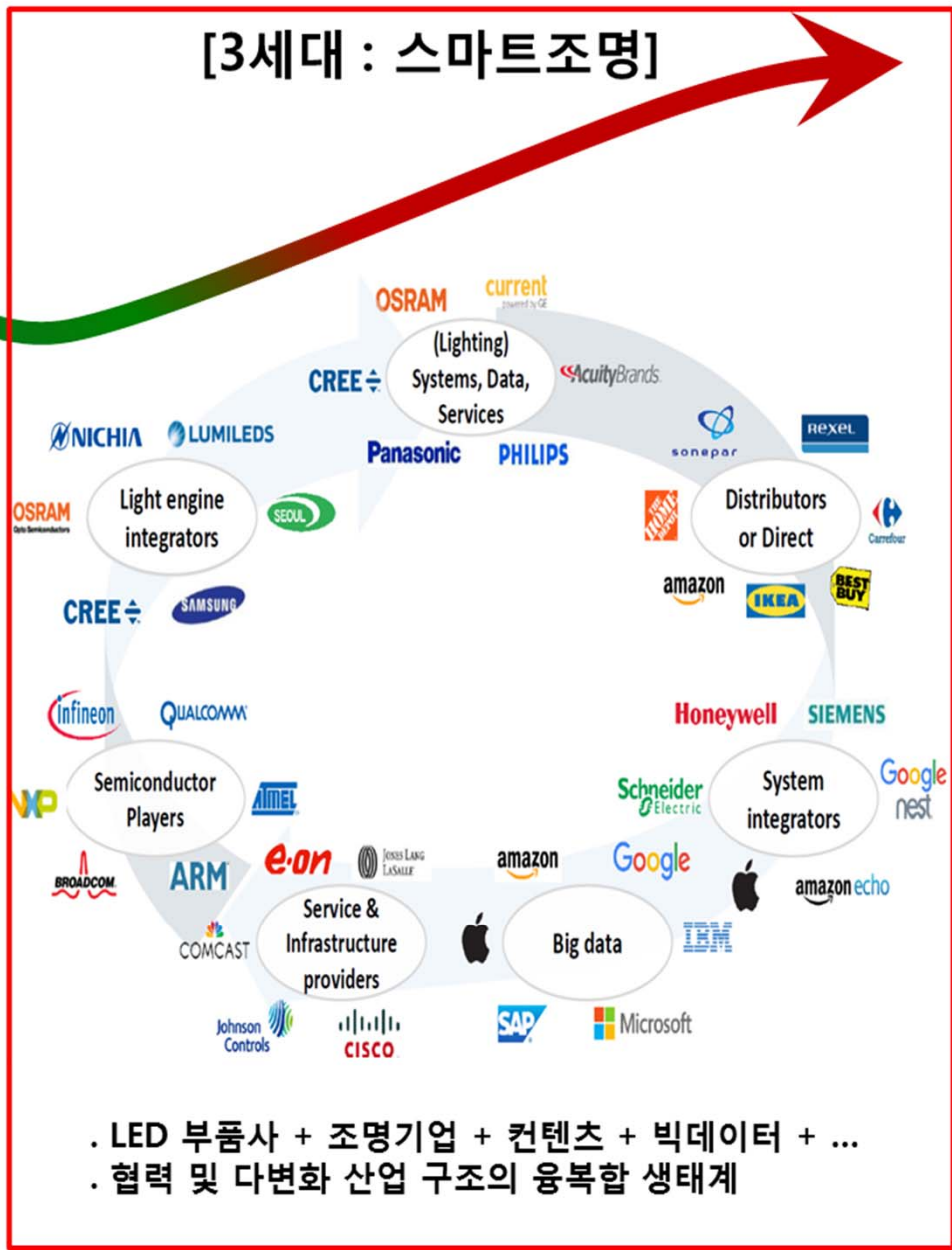 [3세대 : 스마트조명]
OSRAM
current
powered by GE
(Lighting)
Systems, Data,
Services
CREE
AcuityBrands.
Panasonic
PHILIPS
NICHIA
LUMILEDS
OSRAM
Opto Semiconductors
Light engine
integrators
SEOUL
CREE
SAMSUNG
sonepar
REXEL
THE HOME DEPOT
Distributors
or Direct
Carrefour
amazon
IKEA
BEST
BUY
infineon
QUALCOMM
NXP
Semiconductor
Players
ATMEL
BROADCOM.
ARM
Honeywell
SIEMENS
Schneider
Electric
System
integrators
Google
nest
amazon echo
e·on
JONES LANG
LASALLE
COMCAST
Service &
Infrastructure
providers
Johnson
Controls
CISCO
amazon
Google
Big data
IBM
SAP
Microsoft
. LED 부품사 + 조명기업 + 컨텐츠 + 빅데이터 + ...
. 협력 및 다변화 산업 구조의 융복합 생태계